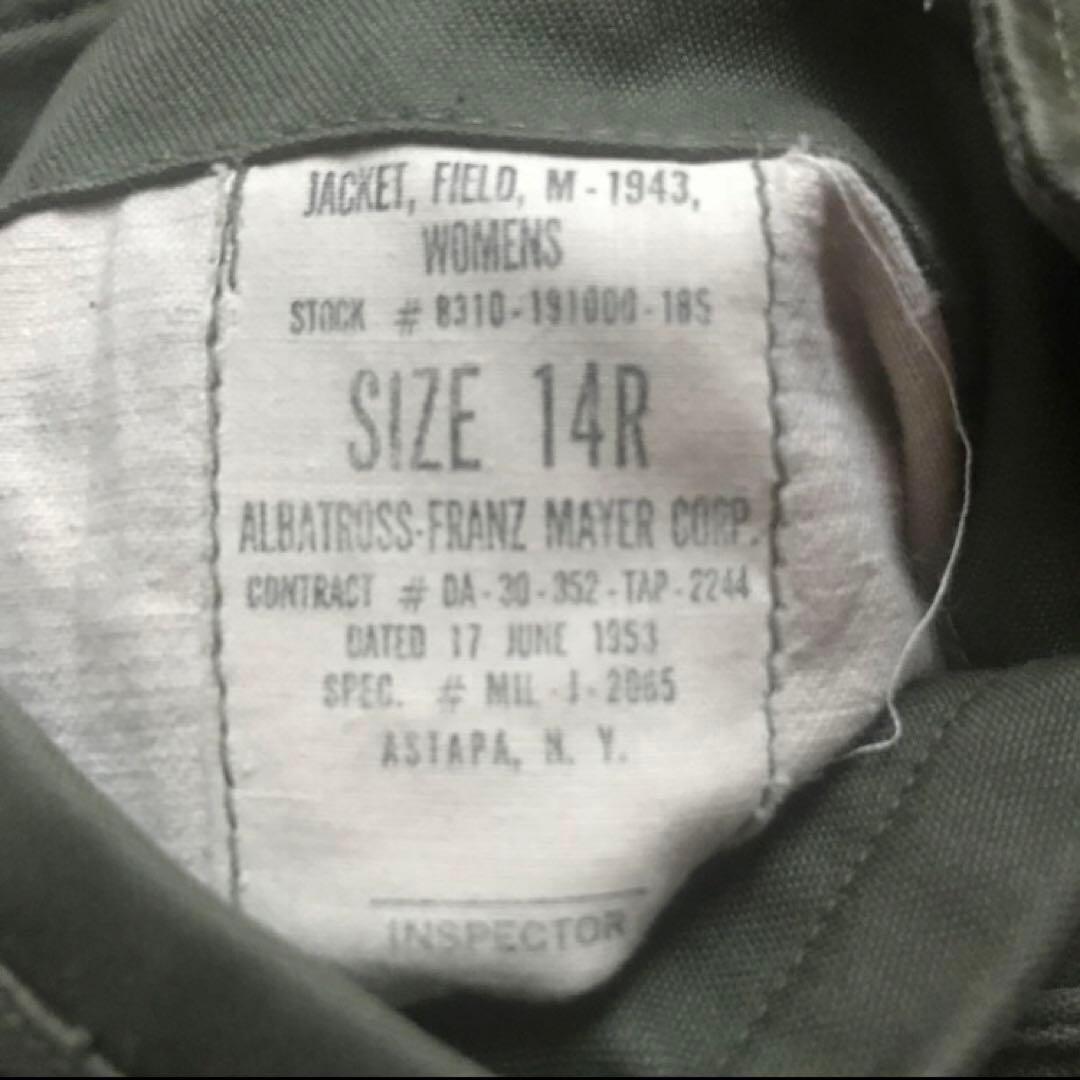 JACKET, FIELD, M-1943,
WOMENS
STOCK # 8310-191000-185
SIZE 14R
ALBATROSS-FRANZ MAYER CORP.
CONTRACT # DA-30-352-TAP-2244
DATED 17 JUNE 1953
SPEC. # MIL-J-2065
ASTAPA, N. Y.
INSPECTOR